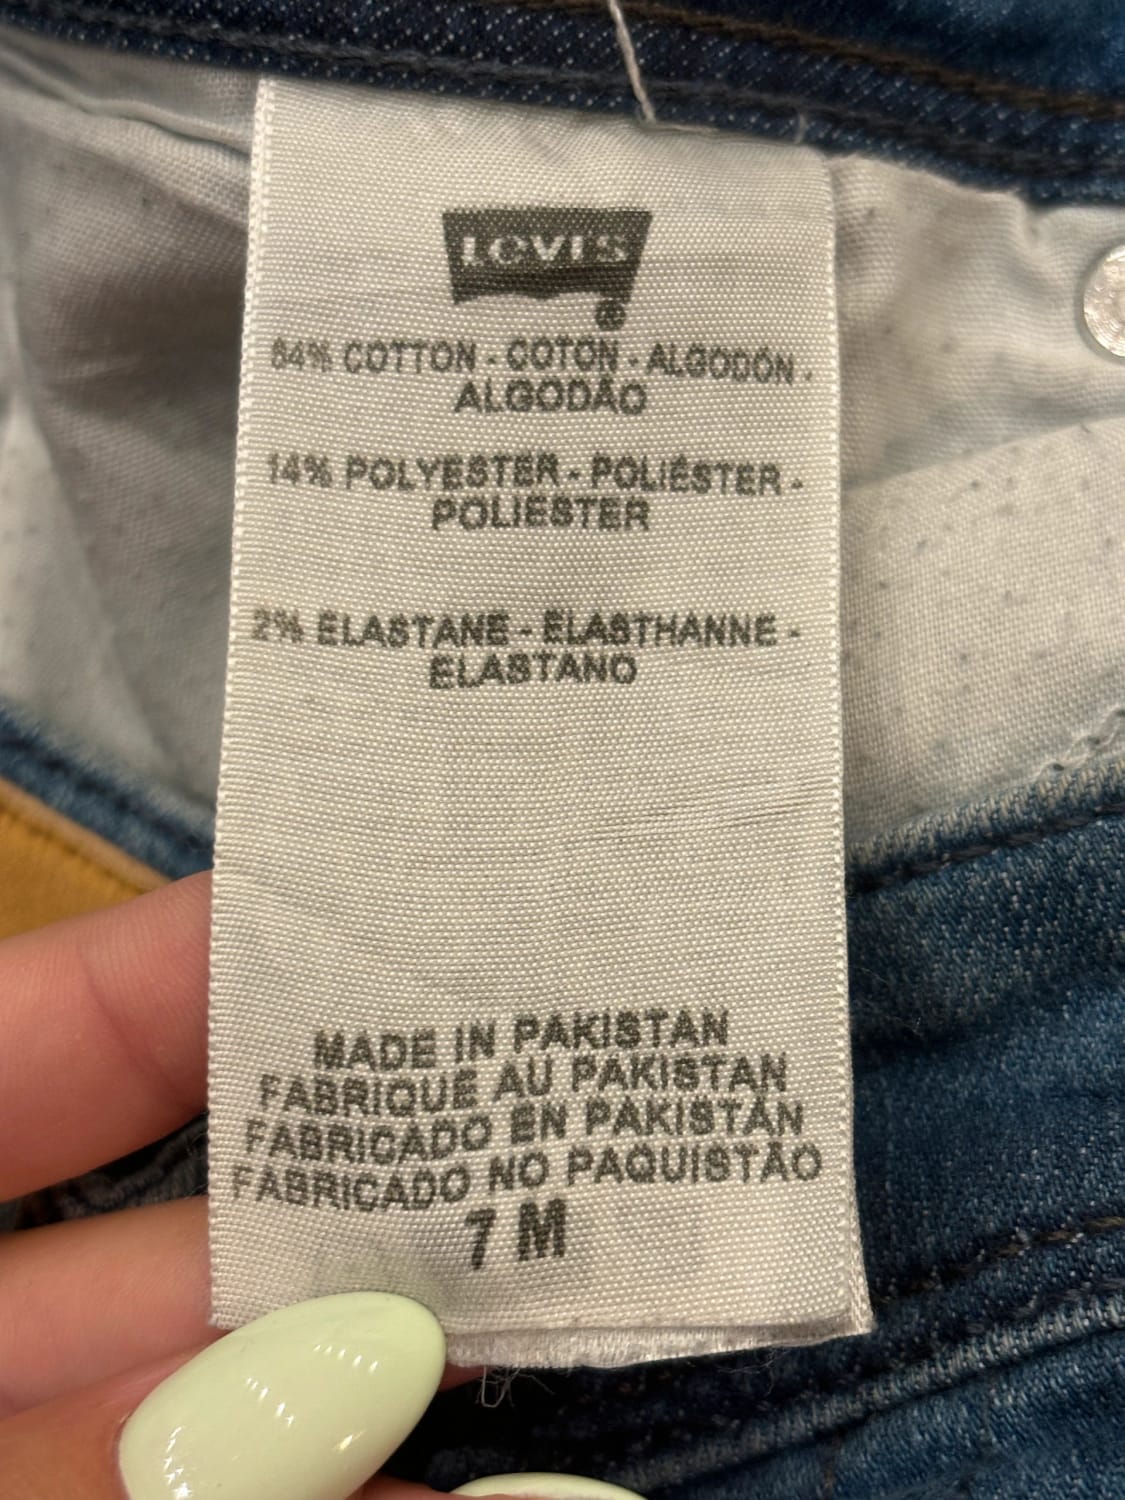 LEVI'S
84% COTTON - COTON - ALGODÓN -
ALGODÃO
14% POLYESTER - POLIÉSTER -
POLIESTER
2% ELASTANE - ÉLASTHANNE -
ELASTANO
MADE IN PAKISTAN
FABRIQUE AU PAKISTAN
FABRICADO EN PAKISTÁN
FABRICADO NO PAQUISTÃO
7 M